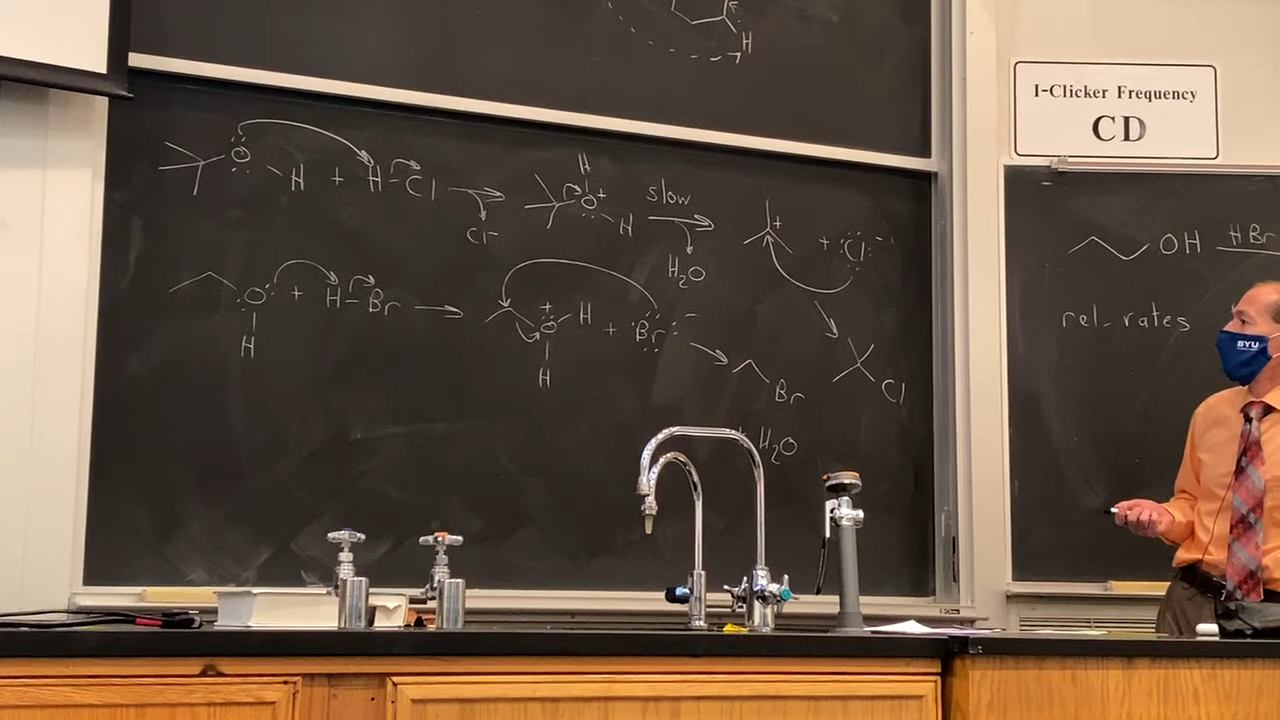 H
I-Clicker Frequency
CD
O H + H-Cl
Cl⁻
H
O⁺
H
slow
H₂O
+
+ Cl⁻
O + H-Br
H
+
O H + Br⁻
H
Br
+ H₂O
Cl
OH HBr
rel. rates
BYU